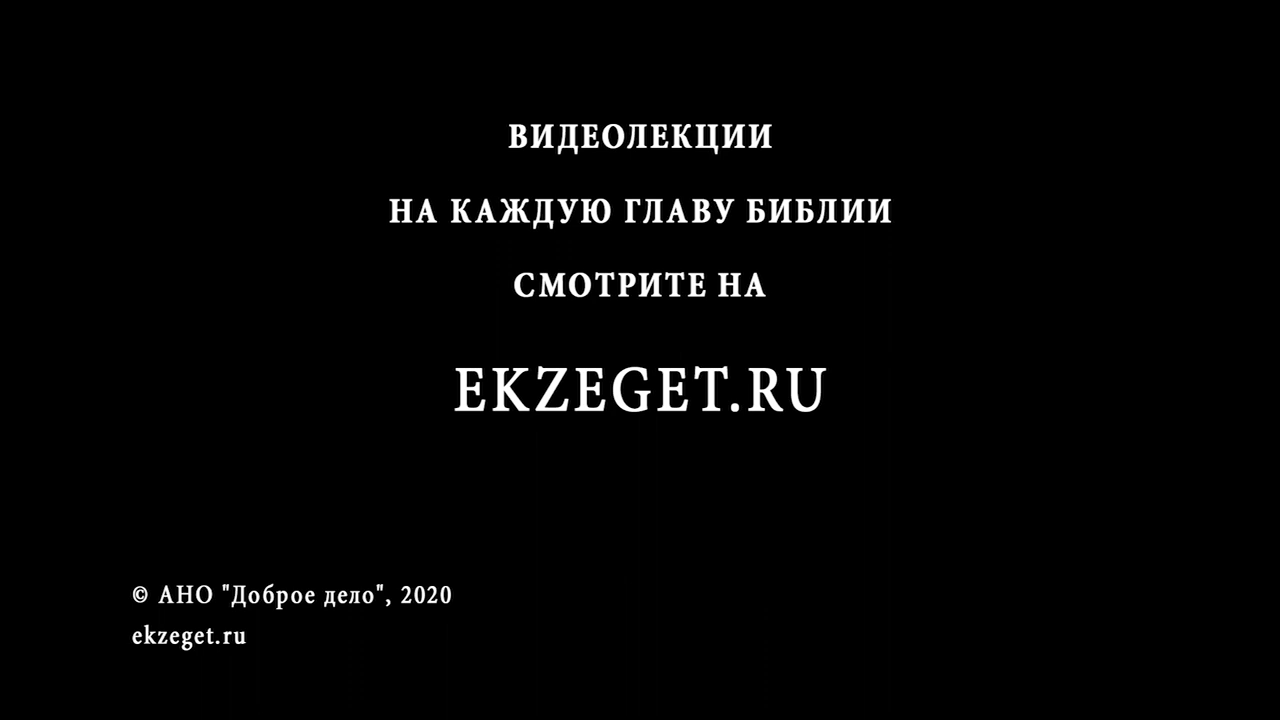 ВИДЕОЛЕКЦИИ
НА КАЖДУЮ ГЛАВУ БИБЛИИ
СМОТРИТЕ НА
EKZEGET.RU
© АНО "Доброе дело", 2020
ekzeget.ru